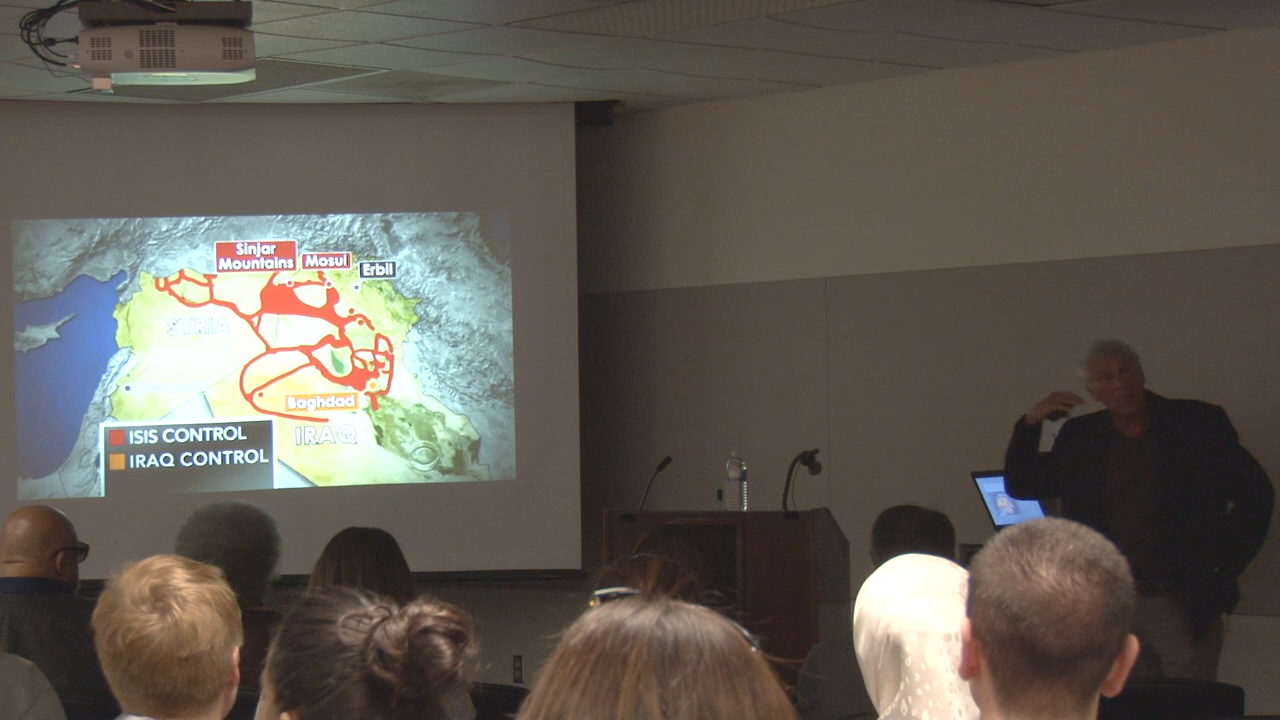 Sinjar
Mountains
Mosul
Erbil
SYRIA
Baghdad
IRAQ
ISIS CONTROL
IRAQ CONTROL